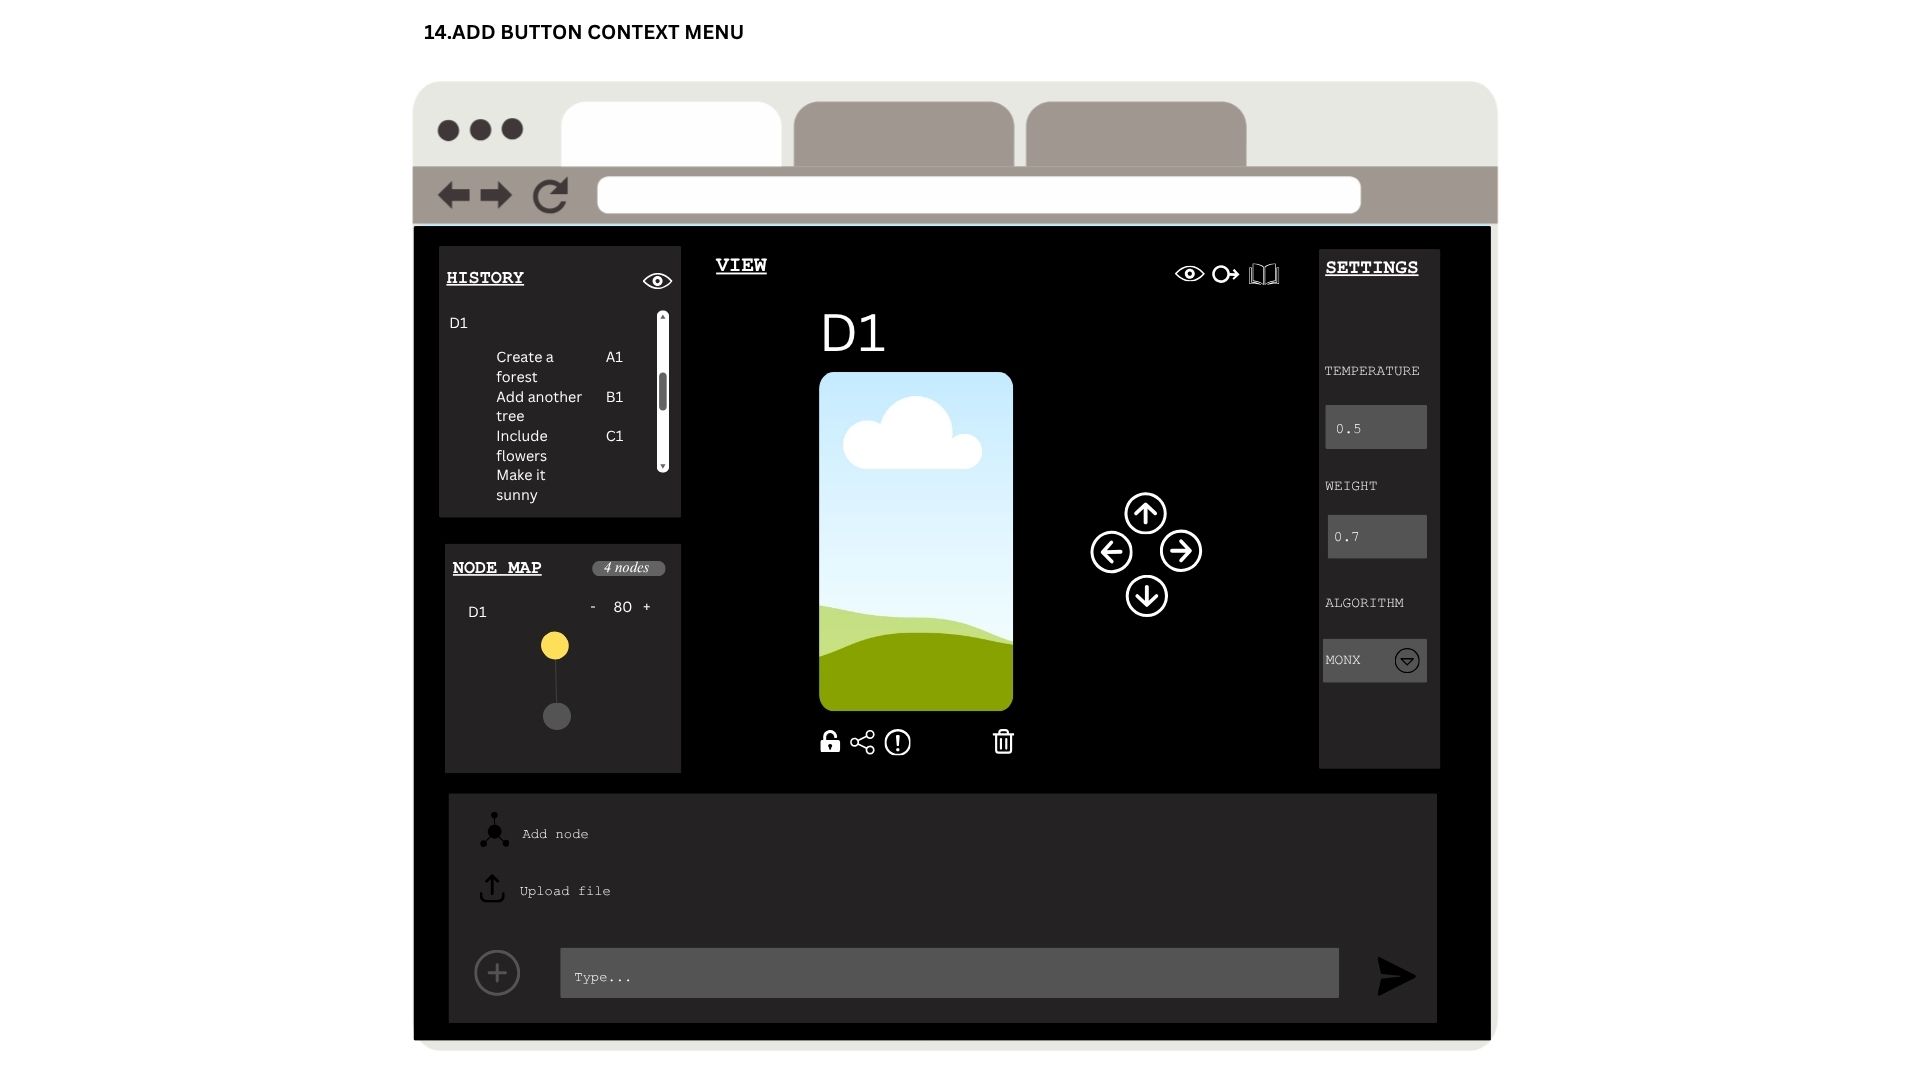 14.ADD BUTTON CONTEXT MENU
HISTORY
D1
Create a A1
forest
Add another B1
tree
Include C1
flowers
Make it
sunny
VIEW
D1
SETTINGS
TEMPERATURE
0.5
WEIGHT
0.7
ALGORITHM
MONX
NODE MAP
4 nodes
D1
- 80 +
Add node
Upload file
Type...